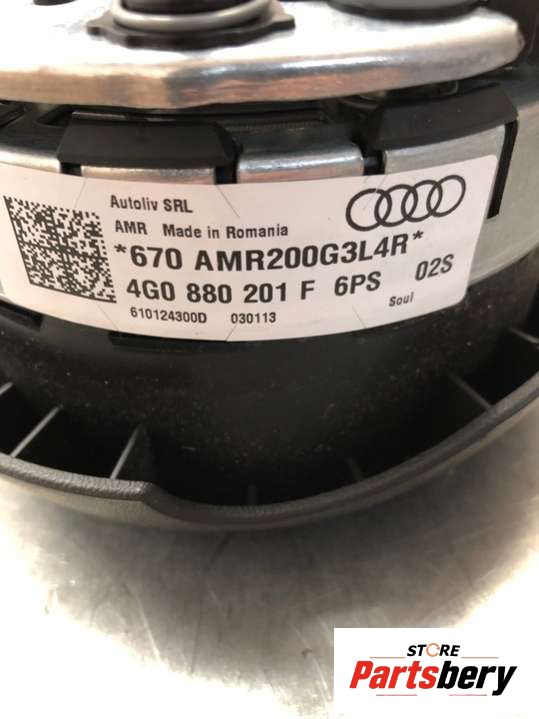 Autoliv SRL
AMR Made in Romania
*670 AMR200G3L4R*
4G0 880 201 F 6PS 02S
610124300D 030113 Soul
STORE
Partsbery